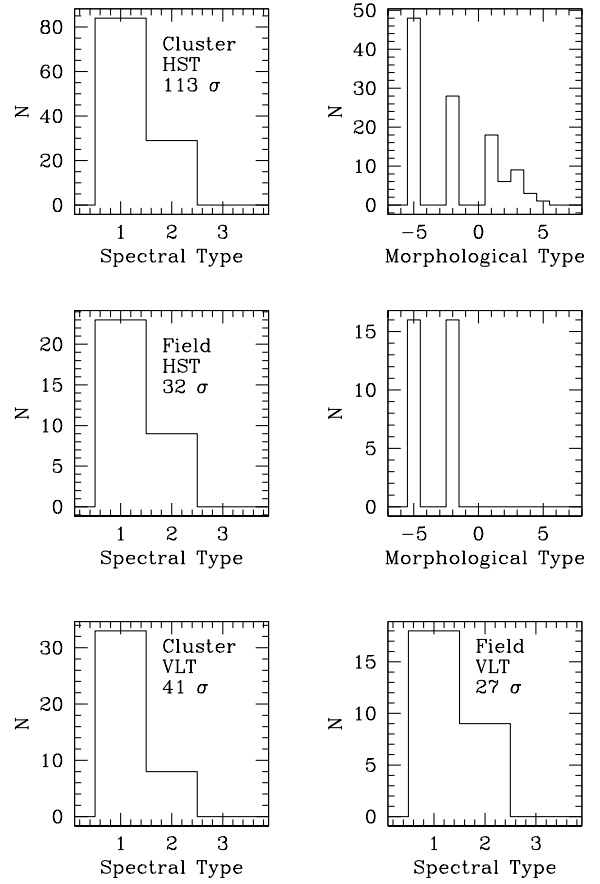 80
60
40
20
0
N
Cluster
HST
113 σ
1 2 3
Spectral Type
50
40
30
20
10
0
N
−5 0 5
Morphological Type
20
15
10
5
0
N
Field
HST
32 σ
1 2 3
Spectral Type
15
10
5
0
N
−5 0 5
Morphological Type
30
20
10
0
N
Cluster
VLT
41 σ
1 2 3
Spectral Type
15
10
5
0
N
Field
VLT
27 σ
1 2 3
Spectral Type